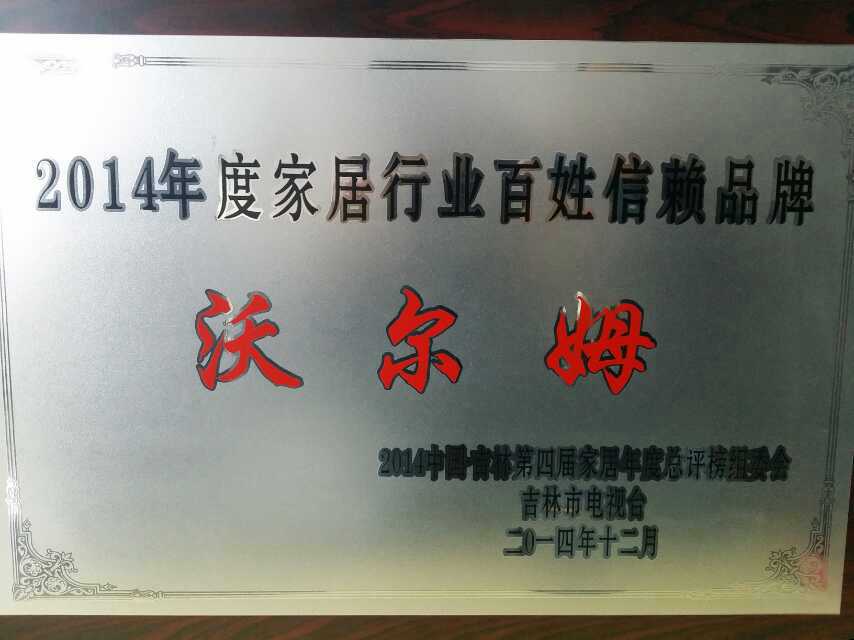 2014年度家居行业百姓信赖品牌
沃尔姆
2014中国·吉林第四届家居年度总评榜组委会
吉林市电视台
二0一四年十二月